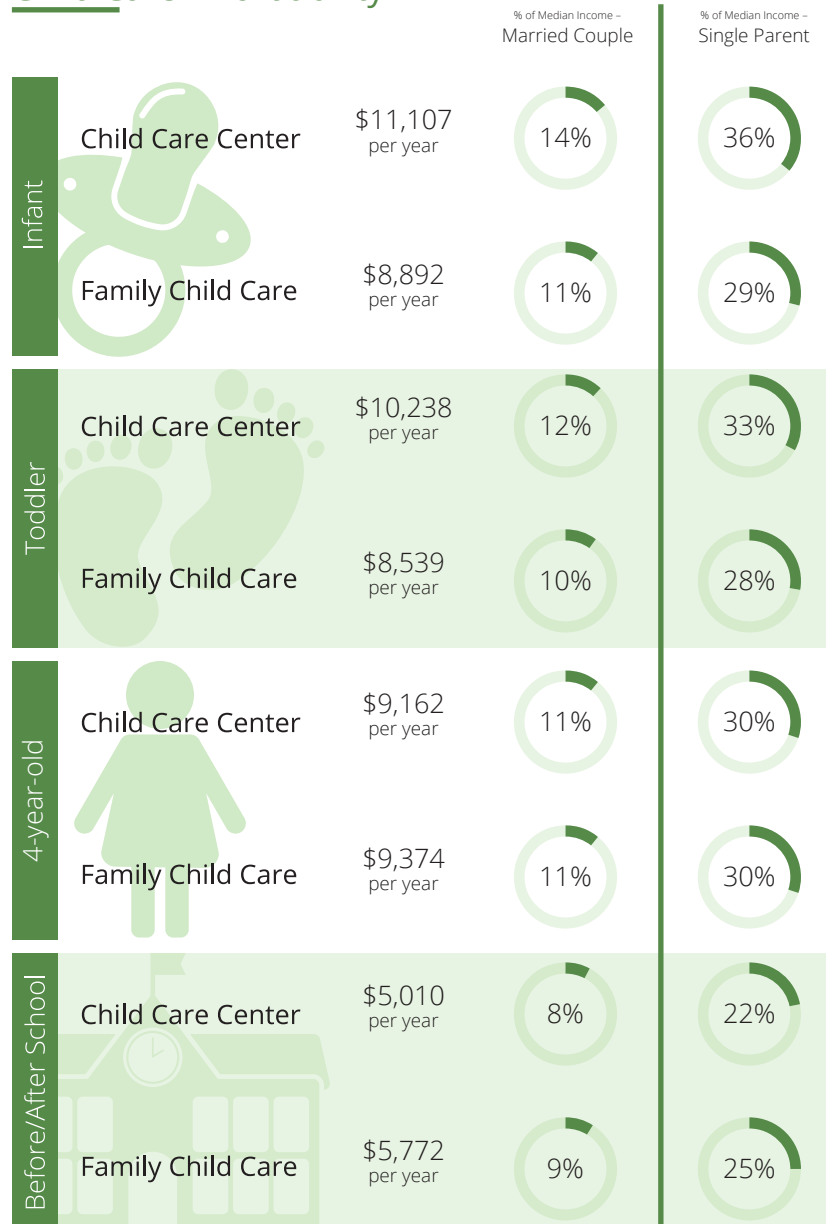 % of Median Income –
Married Couple
% of Median Income –
Single Parent
Infant
Child Care Center
$11,107
per year
14%
36%
Family Child Care
$8,892
per year
11%
29%
Toddler
Child Care Center
$10,238
per year
12%
33%
Family Child Care
$8,539
per year
10%
28%
4-year-old
Child Care Center
$9,162
per year
11%
30%
Family Child Care
$9,374
per year
11%
30%
Before/After School
Child Care Center
$5,010
per year
8%
22%
Family Child Care
$5,772
per year
9%
25%